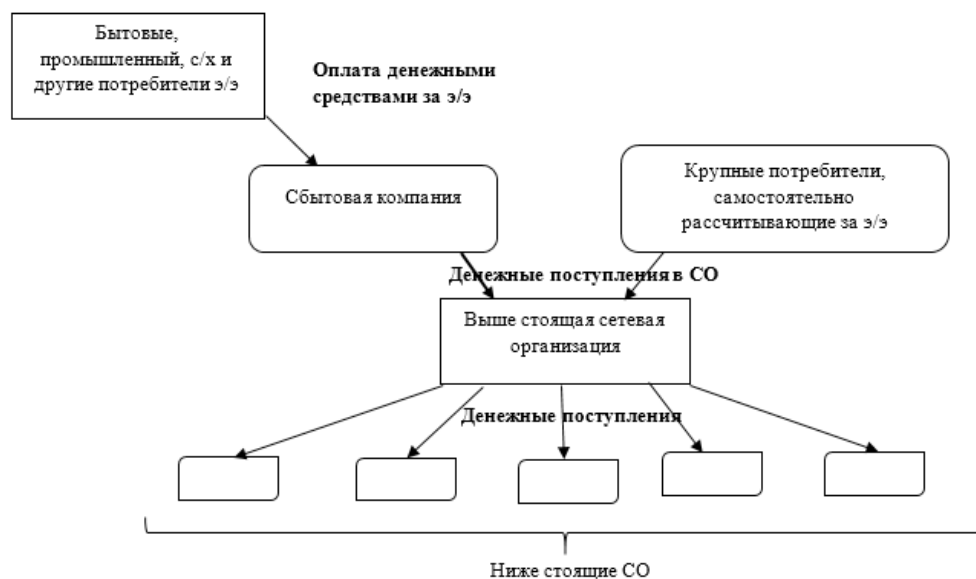 Бытовые,
промышленный, с/х и
другие потребители э/э
Оплата денежными
средствами за э/э
Сбытовая компания
Крупные потребители,
самостоятельно
рассчитывающие за э/э
Денежные поступления в СО
Выше стоящая сетевая
организация
Денежные поступления
Ниже стоящие СО